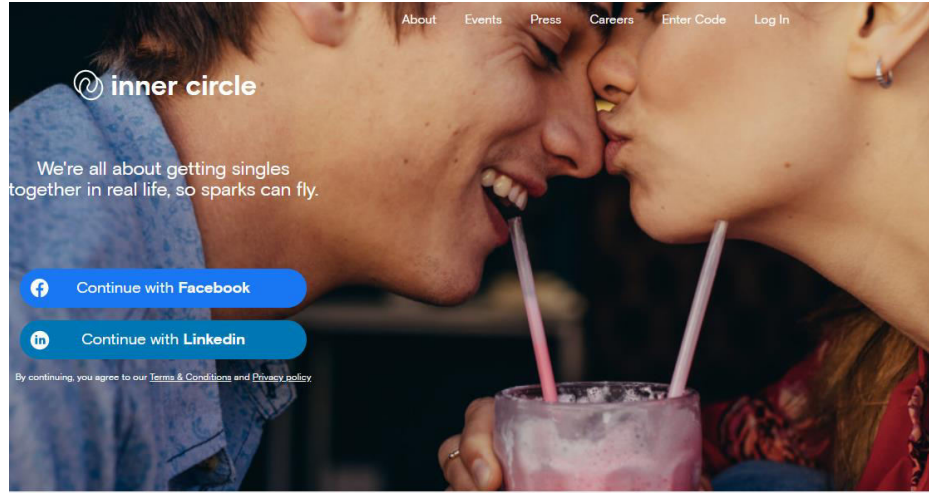 About Events Press Careers Enter Code Log In
inner circle
We're all about getting singles
together in real life, so sparks can fly.
Continue with Facebook
in Continue with Linkedin
By continuing, you agree to our Terms & Conditions and Privacy policy